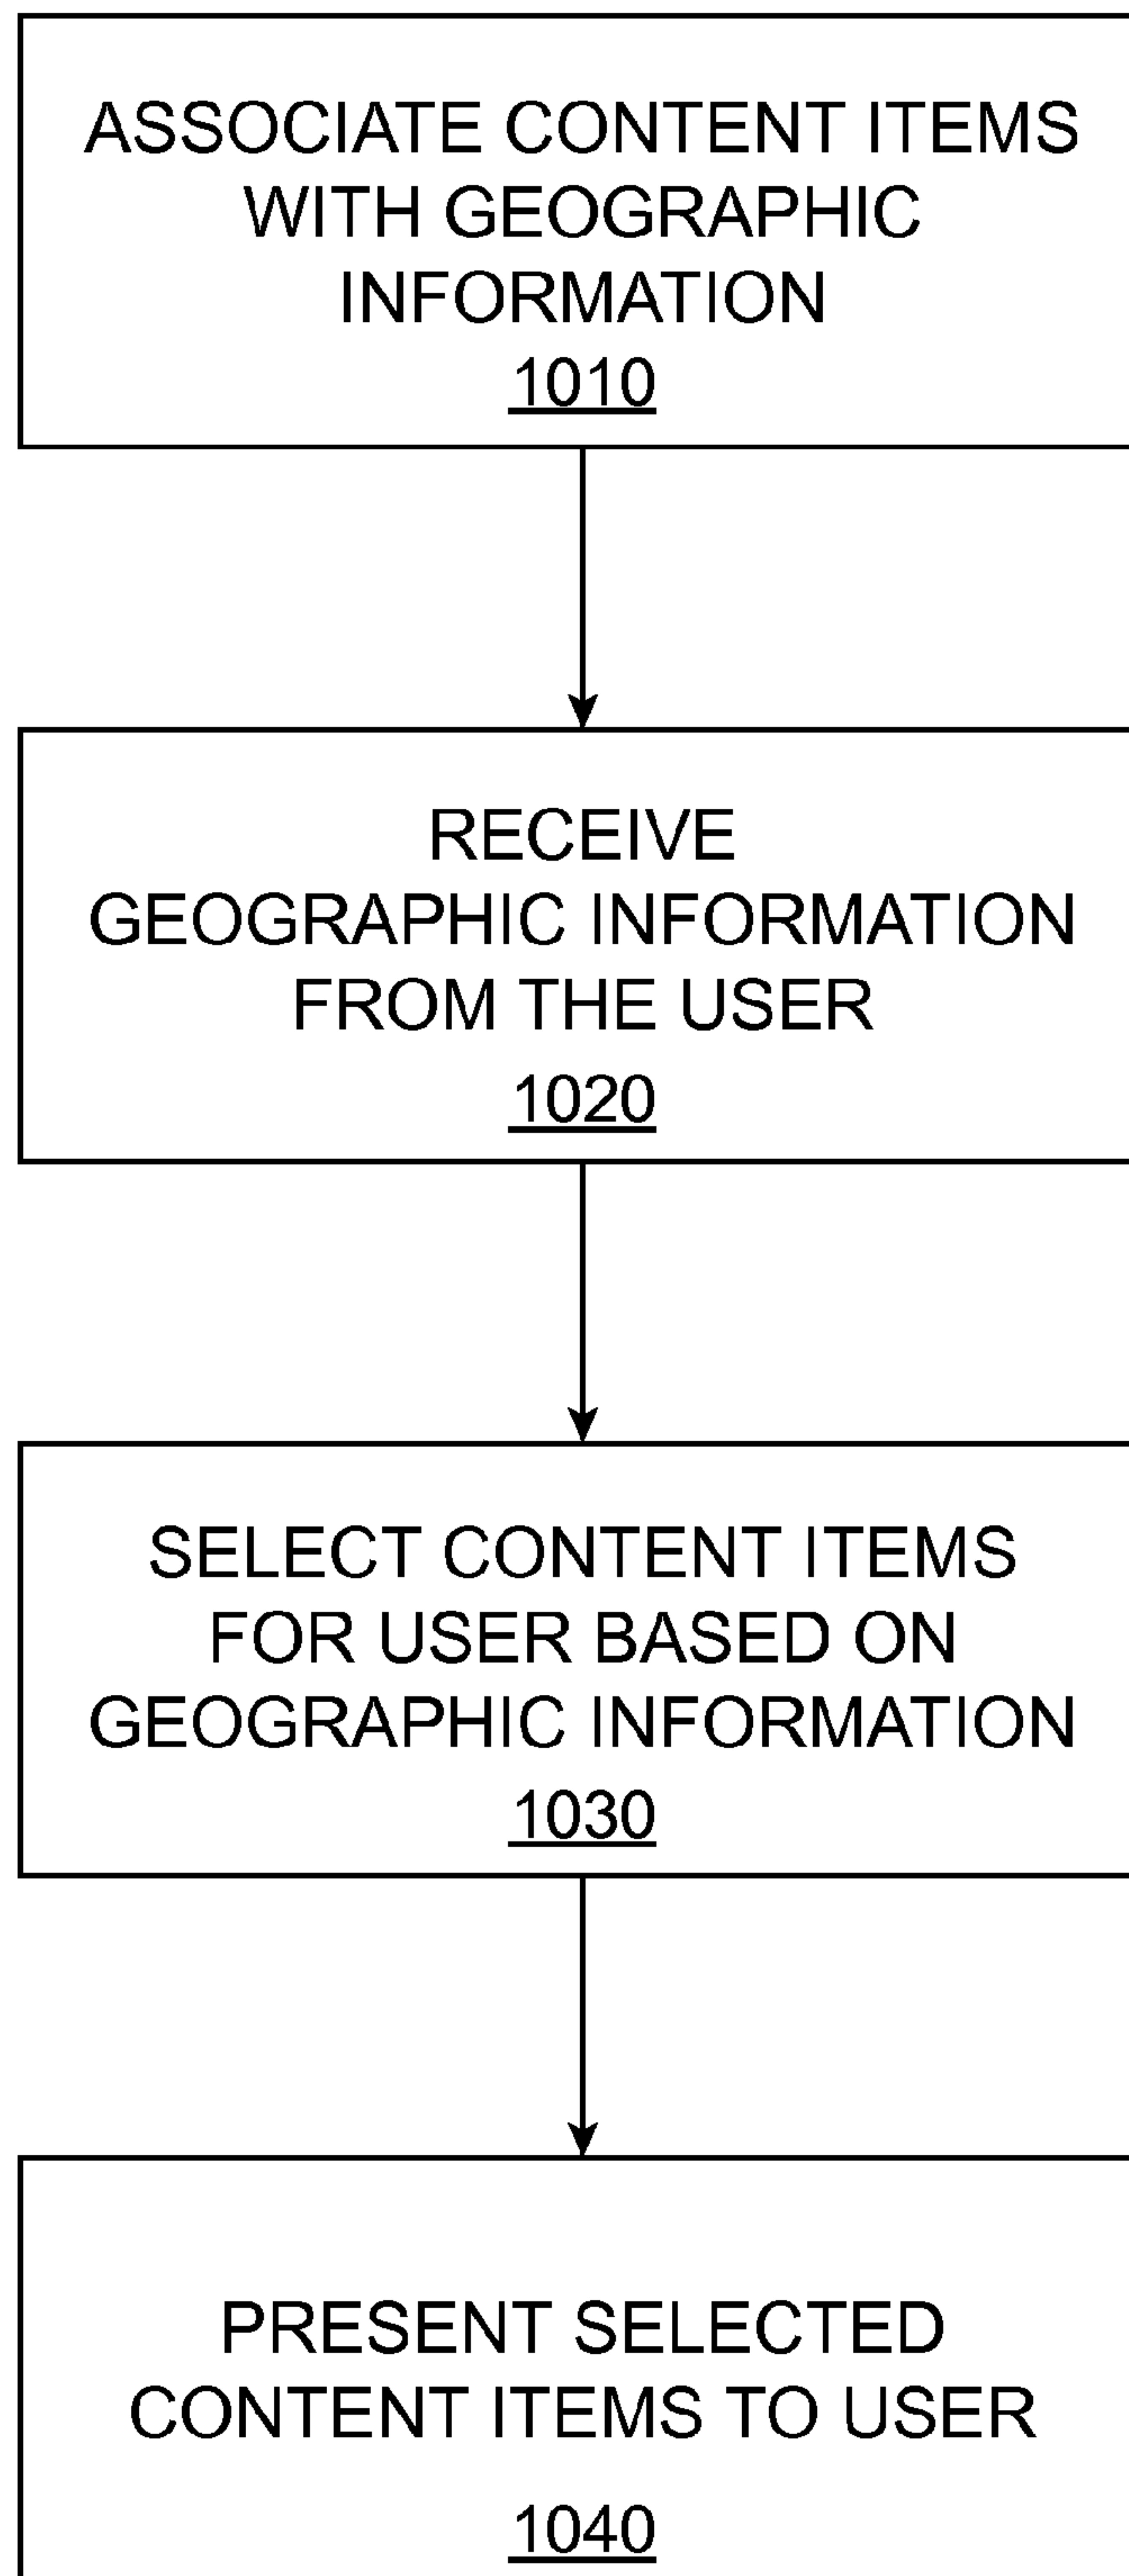 ASSOCIATE CONTENT ITEMS
WITH GEOGRAPHIC
INFORMATION
1010
RECEIVE
GEOGRAPHIC INFORMATION
FROM THE USER
1020
SELECT CONTENT ITEMS
FOR USER BASED ON
GEOGRAPHIC INFORMATION
1030
PRESENT SELECTED
CONTENT ITEMS TO USER
1040